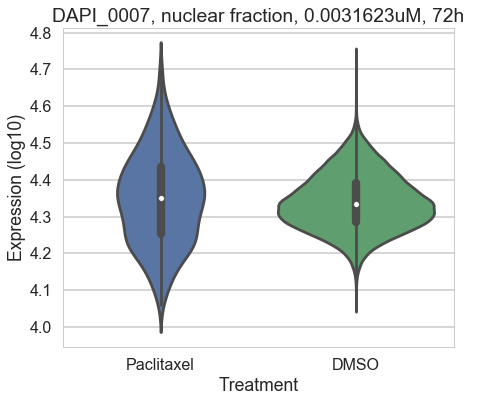 DAPI_0007, nuclear fraction, 0.0031623uM, 72h
4.8
4.7
4.6
4.5
4.4
4.3
4.2
4.1
4.0
Expression (log10)
Paclitaxel
DMSO
Treatment